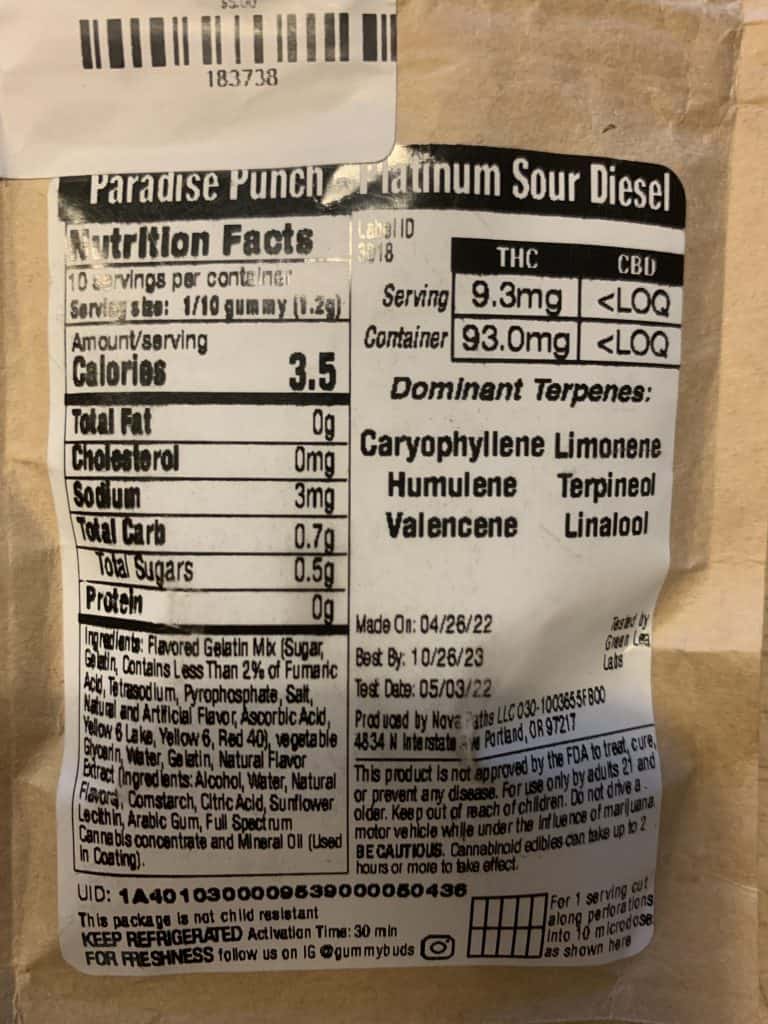 $5.00
183738
Paradise Punch - Platinum Sour Diesel
Nutrition Facts
10 servings per container
Serving size: 1/10 gummy (1.2g)
Amount/serving
Calories 3.5
Total Fat 0g
Cholesterol 0mg
Sodium 3mg
Total Carb 0.7g
Total Sugars 0.5g
Protein 0g
Ingredients: Flavored Gelatin Mix (Sugar,
Gelatin, Contains Less Than 2% of Fumaric
Acid, Tetrasodium, Pyrophosphate, Salt,
Natural and Artificial Flavor, Ascorbic Acid,
Yellow 6 Lake, Yellow 6, Red 40), vegetable
Glycerin, Water, Gelatin, Natural Flavor
Extract (Ingredients: Alcohol, Water, Natural
Flavors), Cornstarch, Citric Acid, Sunflower
Lecithin, Arabic Gum, Full Spectrum
Cannabis concentrate and Mineral Oil (Used
in Coating).
Label ID
3918
THC CBD
Serving 9.3mg <LOQ
Container 93.0mg <LOQ
Dominant Terpenes:
Caryophyllene Limonene
Humulene Terpineol
Valencene Linalool
Made On: 04/26/22
Best By: 10/26/23
Test Date: 05/03/22
Tested by
Green Leaf
Labs
Produced by Nova Paths LLC 030-1003655F800
4834 N Interstate Ave Portland, OR 97217
This product is not approved by the FDA to treat, cure,
or prevent any disease. For use only by adults 21 and
older. Keep out of reach of children. Do not drive a
motor vehicle while under the influence of marijuana.
BE CAUTIOUS. Cannabinoid edibles can take up to 2
hours or more to take effect.
UID: 1A4010300009539000050436
This package is not child resistant
KEEP REFRIGERATED Activation Time: 30 min
FOR FRESHNESS follow us on IG @gummybuds
For 1 serving cut
along perforations
into 10 microdose
as shown here